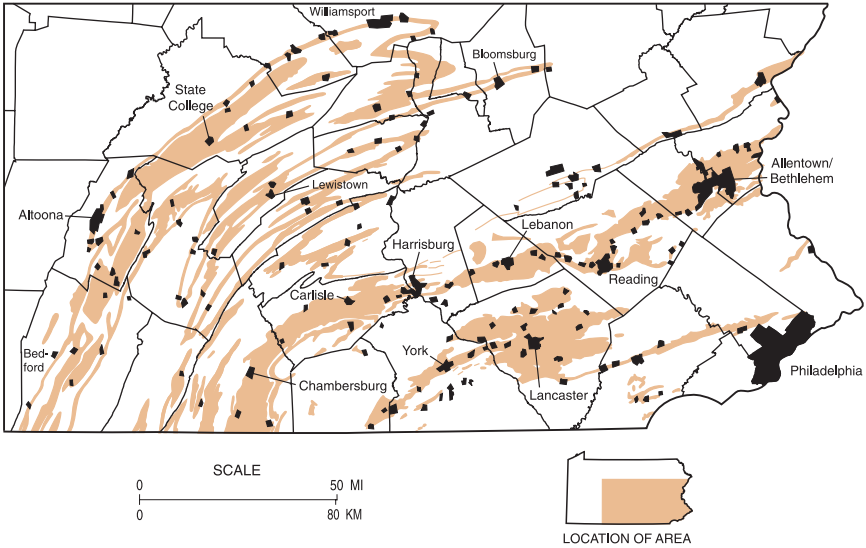 Williamsport
Bloomsburg
State
College
Allentown/
Bethlehem
Lewistown
Altoona
Lebanon
Harrisburg
Reading
Carlisle
York
Bed-
ford
Philadelphia
Chambersburg
Lancaster
SCALE
0 50 MI
0 80 KM
LOCATION OF AREA